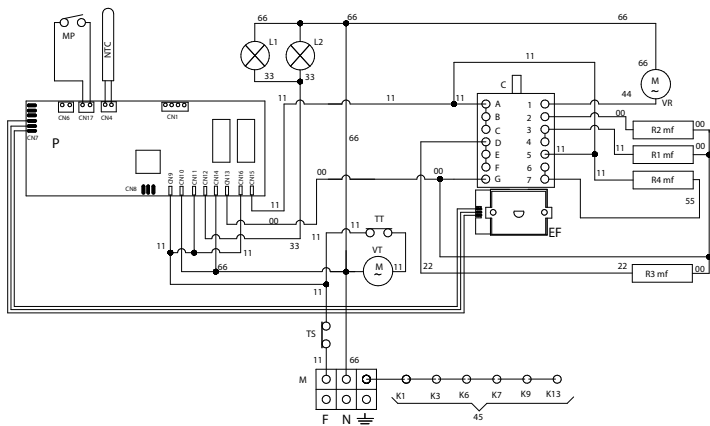 66
66
66
MP
NTC
L1
L2
33
33
11
M
~
VR
44
C
CN6
CN17
CN4
CN1
11
11
11
A
B
C
D
E
F
G
1
2
3
4
5
6
7
00
R2 mf
00
CN7
P
66
11
R1 mf
00
11
11
R4 mf
55
CN8
CN9
CN10
CN11
CN12
CN14
CN13
CN16
CN15
00
00
11
00
11
33
TT
11
EF
11
11
66
VT
M
~
11
22
22
R3 mf
00
11
TS
11
66
M
K1
K3
K6
K7
K9
K13
F
N
45